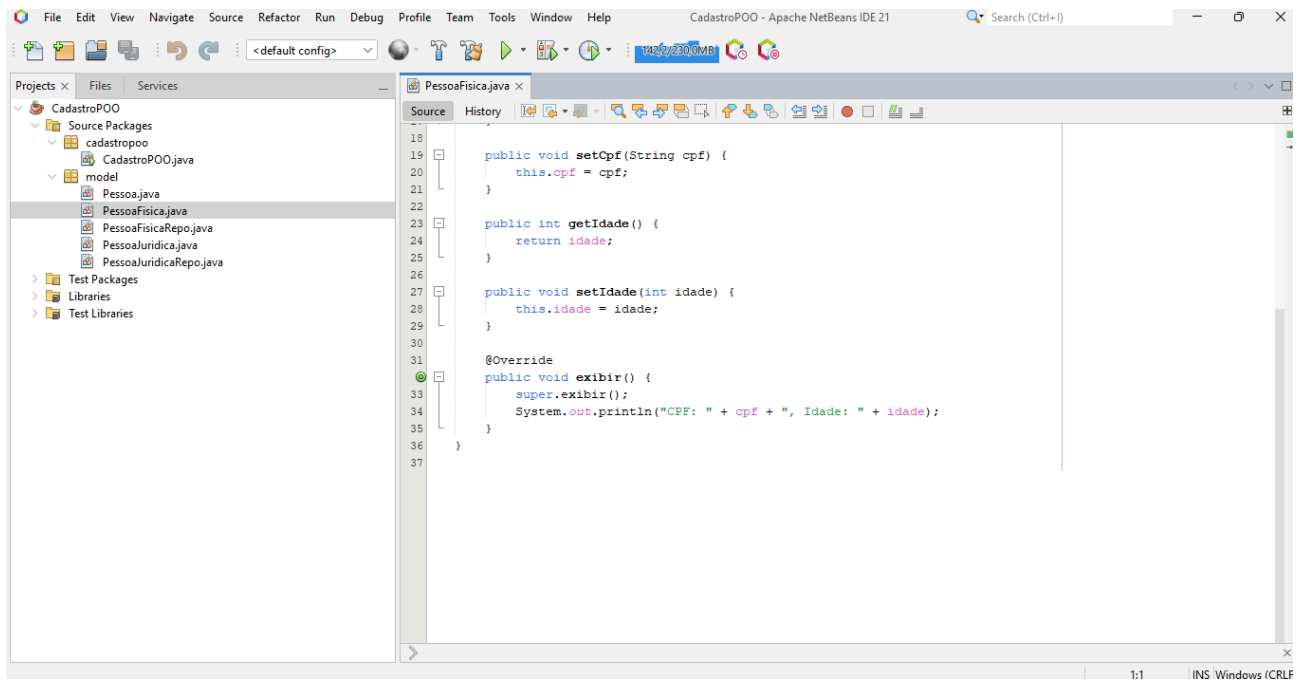 File Edit View Navigate Source Refactor Run Debug Profile Team Tools Window Help CadastroPOO - Apache NetBeans IDE 21 Search (Ctrl+I)
<default config> 142,2/230,0MB
Projects Files Services
CadastroPOO
Source Packages
cadastropoo
CadastroPOO.java
model
Pessoa.java
PessoaFisica.java
PessoaFisicaRepo.java
PessoaJuridica.java
PessoaJuridicaRepo.java
Test Packages
Libraries
Test Libraries
PessoaFisica.java
Source History
18
19 public void setCpf(String cpf) {
20 this.cpf = cpf;
21 }
22
23 public int getIdade() {
24 return idade;
25 }
26
27 public void setIdade(int idade) {
28 this.idade = idade;
29 }
30
31 @Override
public void exibir() {
33 super.exibir();
34 System.out.println("CPF: " + cpf + ", Idade: " + idade);
35 }
36 }
37
1:1 INS Windows (CRLF